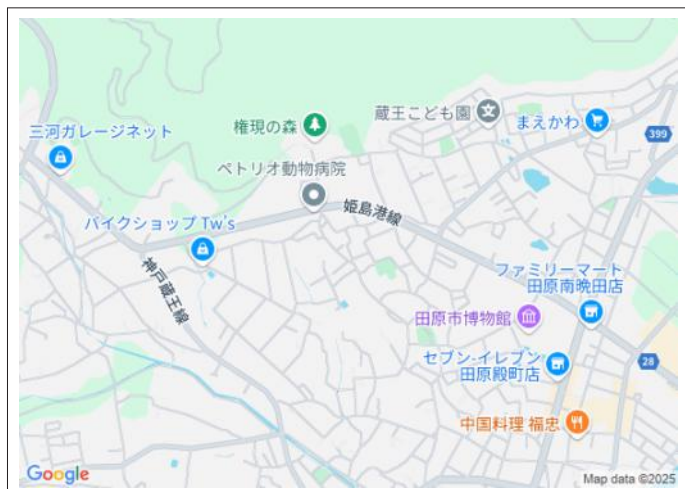 蔵王こども園
まえかわ
権現の森
三河ガレージネット
399
ペトリオ動物病院
姫島港線
バイクショップ Tw's
神戸蔵王線
ファミリーマート
田原南晩田店
田原市博物館
セブン-イレブン
田原殿町店
28
中国料理 福忠
Google
Map data ©2025